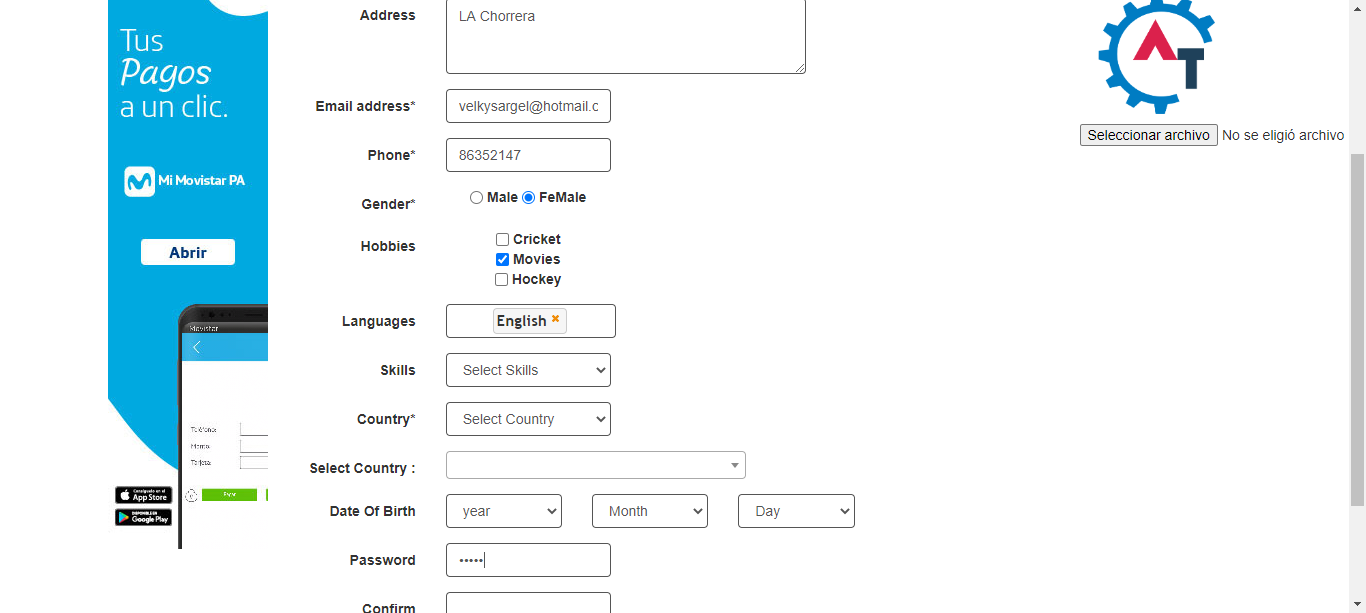 Tus
Pagos
a un clic.
Mi Movistar PA
Abrir
Movistar
Teléfono:
Monto:
Tarjeta:
Consíguelo en el
App Store
DISPONIBLE EN
Google Play
Address
LA Chorrera
Email address*
velkysargel@hotmail.c
Phone*
86352147
Gender*
Male FeMale
Hobbies
Cricket
Movies
Hockey
Languages
English
Skills
Select Skills
Country*
Select Country
Select Country :
Date Of Birth
year Month Day
Password
•••••
Confirm
AT
Seleccionar archivo No se eligió archivo